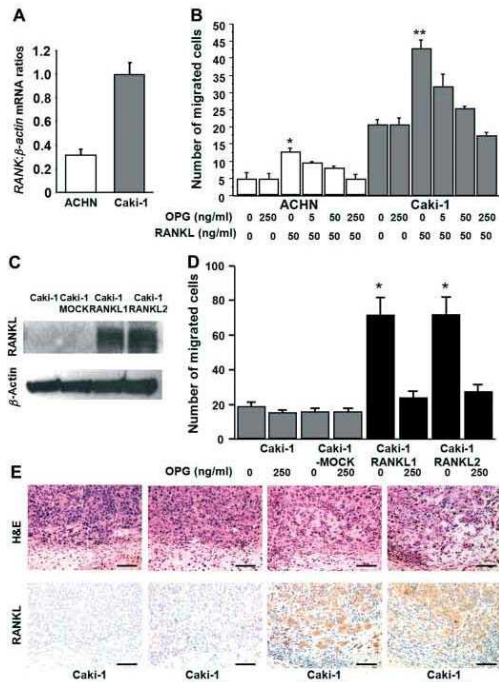 A
RANK:β-actin mRNA ratios
1.2
1.0
0.8
0.6
0.4
0.2
0
ACHN Caki-1
B
Number of migrated cells
50
45
40
35
30
25
20
15
10
5
0
*
**
ACHN Caki-1
OPG (ng/ml) 0 250 0 5 50 250 0 250 0 5 50 250
RANKL (ng/ml) 0 0 50 50 50 50 0 0 50 50 50 50
C
Caki-1 Caki-1 Caki-1 Caki-1
MOCK RANKL1 RANKL2
RANKL
β-Actin
D
Number of migrated cells
100
80
60
40
20
0
* *
Caki-1 Caki-1 Caki-1 Caki-1
-MOCK RANKL1 RANKL2
OPG (ng/ml) 0 250 0 250 0 250 0 250
E
H&E
RANKL
Caki-1 Caki-1 Caki-1 Caki-1